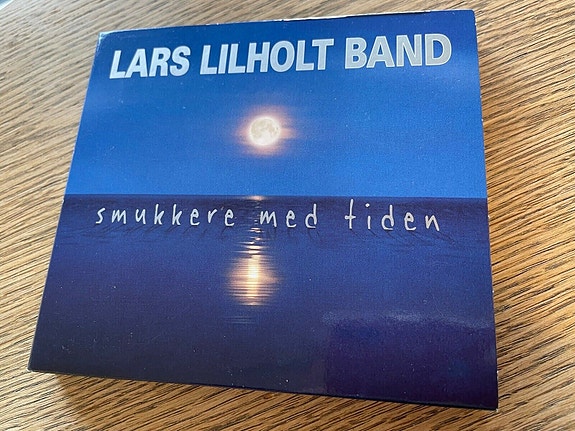 LARS LILHOLT BAND
smukkere med tiden